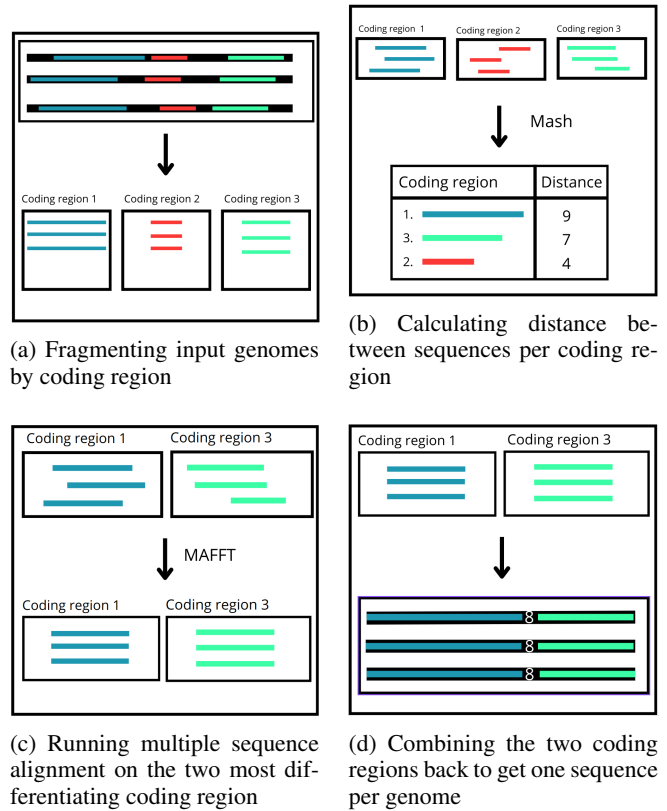 Coding region 1 Coding region 2 Coding region 3
(a) Fragmenting input genomes
by coding region
Coding region 1 Coding region 2 Coding region 3
Mash
Coding region Distance
1. 9
3. 7
2. 4
(b) Calculating distance be-
tween sequences per coding re-
gion
Coding region 1 Coding region 3
MAFFT
Coding region 1 Coding region 3
(c) Running multiple sequence
alignment on the two most dif-
ferentiating coding region
Coding region 1 Coding region 3
8 8 8
(d) Combining the two coding
regions back to get one sequence
per genome